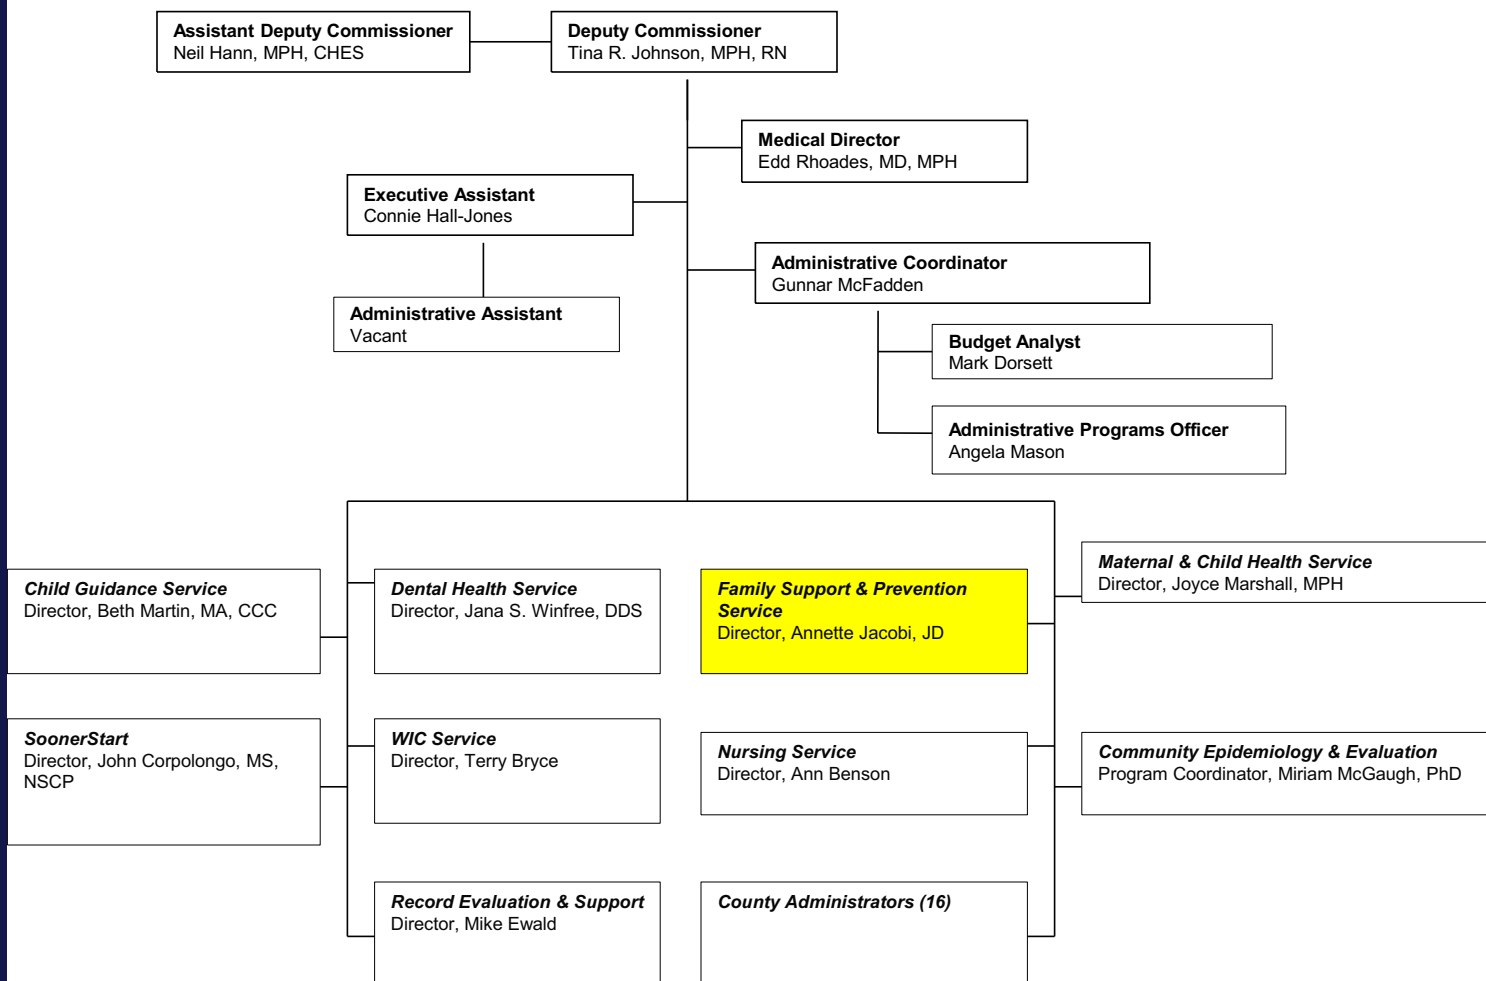 Assistant Deputy Commissioner
Neil Hann, MPH, CHES
Deputy Commissioner
Tina R. Johnson, MPH, RN
Medical Director
Edd Rhoades, MD, MPH
Executive Assistant
Connie Hall-Jones
Administrative Coordinator
Gunnar McFadden
Administrative Assistant
Vacant
Budget Analyst
Mark Dorsett
Administrative Programs Officer
Angela Mason
Child Guidance Service
Director, Beth Martin, MA, CCC
Dental Health Service
Director, Jana S. Winfree, DDS
Family Support & Prevention
Service
Director, Annette Jacobi, JD
Maternal & Child Health Service
Director, Joyce Marshall, MPH
SoonerStart
Director, John Corpolongo, MS,
NSCP
WIC Service
Director, Terry Bryce
Nursing Service
Director, Ann Benson
Community Epidemiology & Evaluation
Program Coordinator, Miriam McGaugh, PhD
Record Evaluation & Support
Director, Mike Ewald
County Administrators (16)